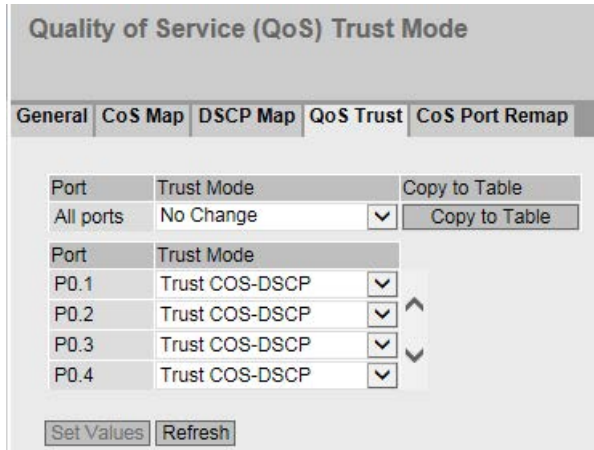 Quality of Service (QoS) Trust Mode
General CoS Map DSCP Map QoS Trust CoS Port Remap
Port Trust Mode Copy to Table
All ports No Change Copy to Table
Port Trust Mode
P0.1 Trust COS-DSCP
P0.2 Trust COS-DSCP
P0.3 Trust COS-DSCP
P0.4 Trust COS-DSCP
Set Values Refresh